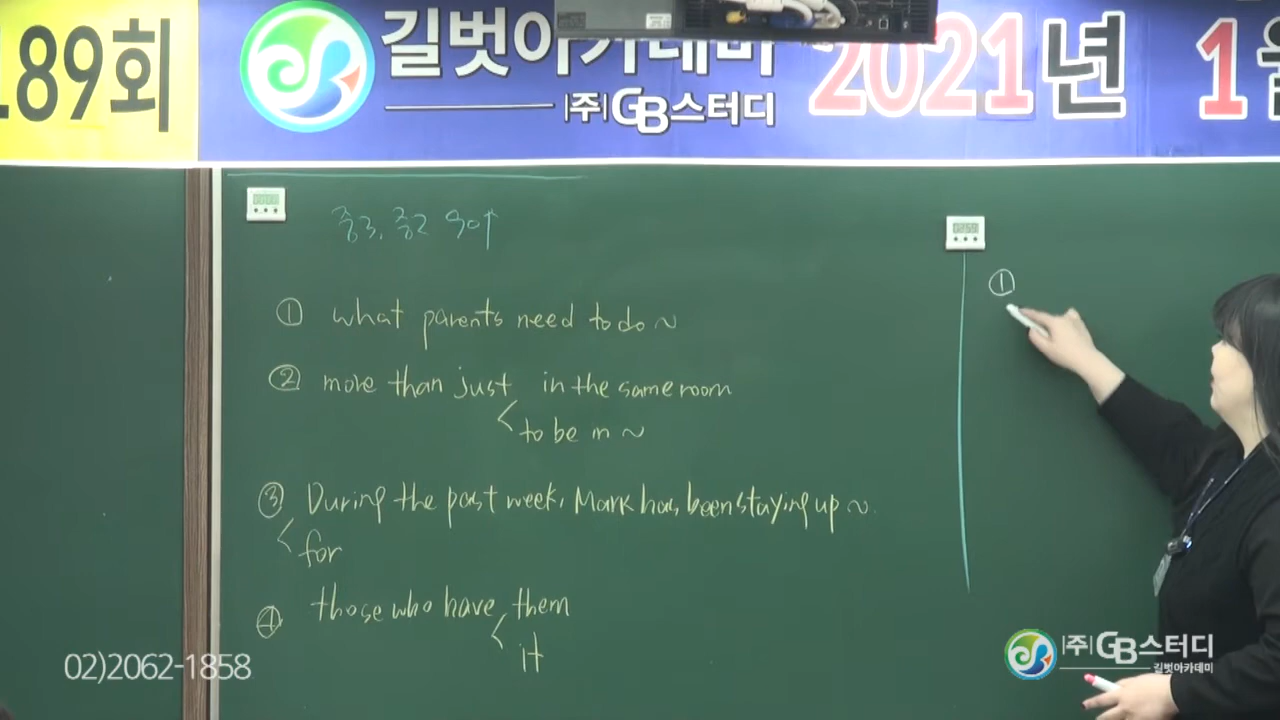 189회
길벗아카데미
(주)GB스터디
2021년 1월
중3, 중2 영어
① what parents need to do ~
② more than just in the same room
to be in ~
③ During the past week, Mark has been staying up ~
for
④ those who have them
it
①
02)2062-1858
(주)GB스터디
길벗아카데미